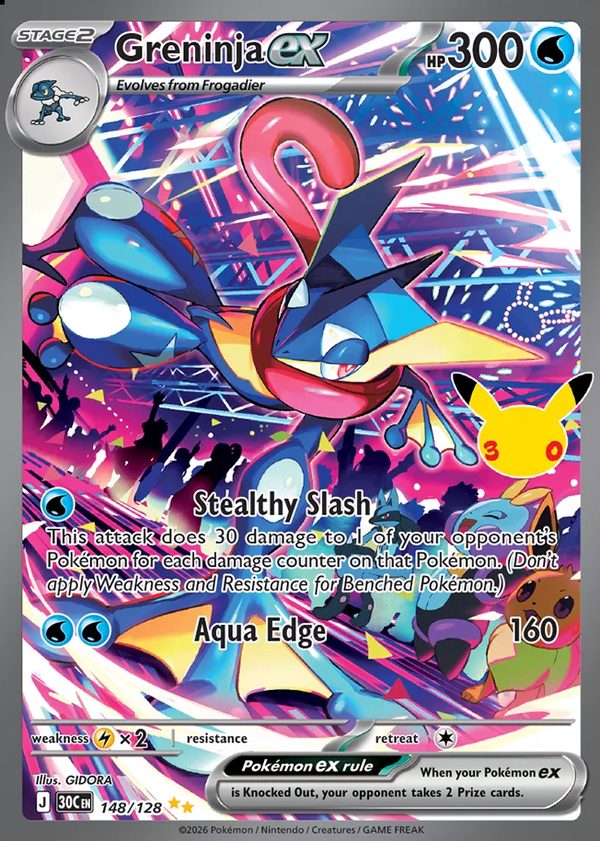 STAGE2 Greninja ex HP300
Evolves from Frogadier
3 0
Stealthy Slash
This attack does 30 damage to 1 of your opponent's
Pokémon for each damage counter on that Pokémon. (Don't
apply Weakness and Resistance for Benched Pokémon.)
Aqua Edge 160
weakness ×2 resistance retreat
Illus. GIDORA
Pokémon ex rule
When your Pokémon ex
is Knocked Out, your opponent takes 2 Prize cards.
J 30C EN 148/128
©2026 Pokémon / Nintendo / Creatures / GAME FREAK